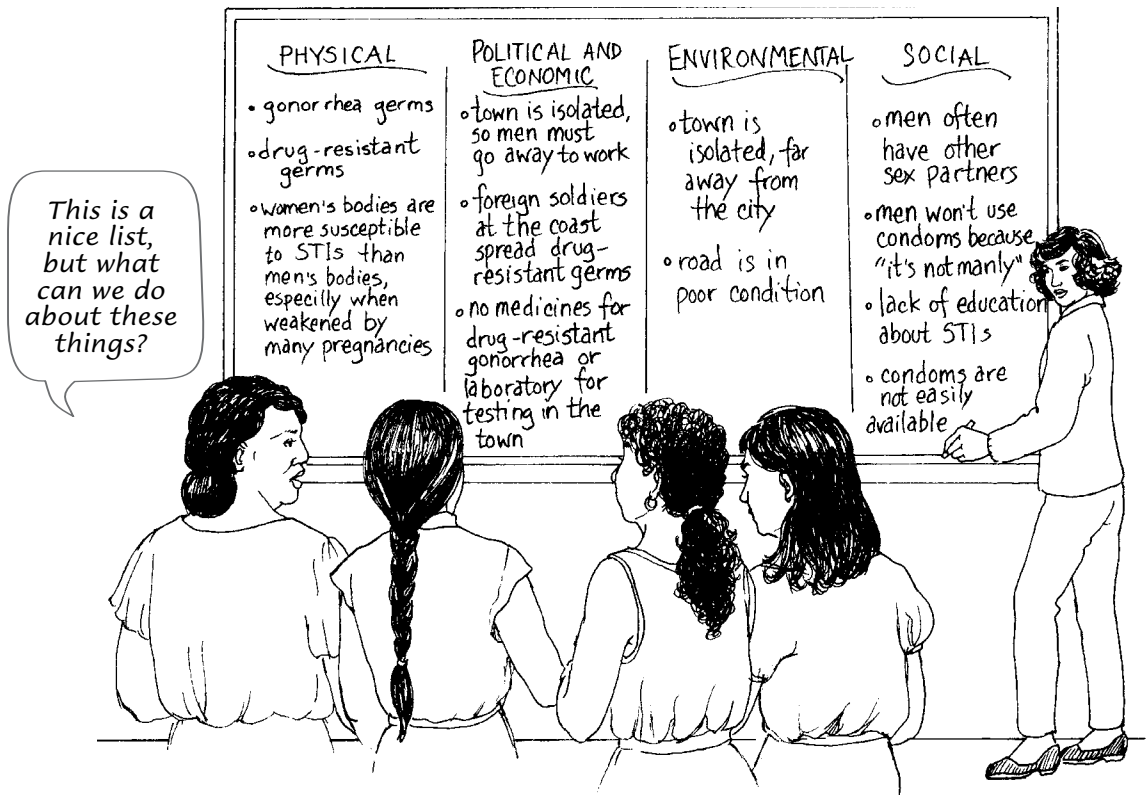 This is a
nice list,
but what
can we do
about these
things?
PHYSICAL
• gonorrhea germs
• drug-resistant
germs
• women's bodies are
more susceptible
to STIs than
men's bodies,
especilly when
weakened by
many pregnancies
POLITICAL AND
ECONOMIC
• town is isolated,
so men must
go away to work
• foreign soldiers
at the coast
spread drug-
resistant germs
• no medicines for
drug-resistant
gonorrhea or
laboratory for
testing in the
town
ENVIRONMENTAL
• town is
isolated, far
away from
the city
• road is in
poor condition
SOCIAL
• men often
have other
sex partners
• men won't use
condoms because
"it's not manly"
• lack of education
about STIs
• condoms are
not easily
available